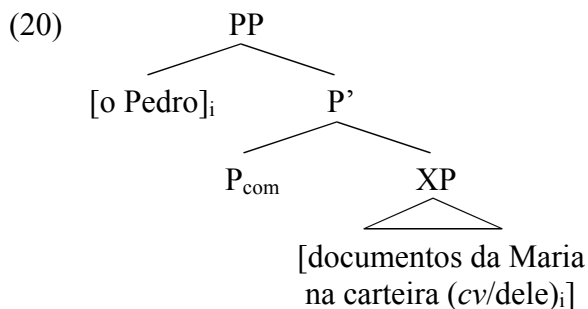 (20) PP
[o Pedro]i P’
Pcom XP
[documentos da Maria
na carteira (cv/dele)i]